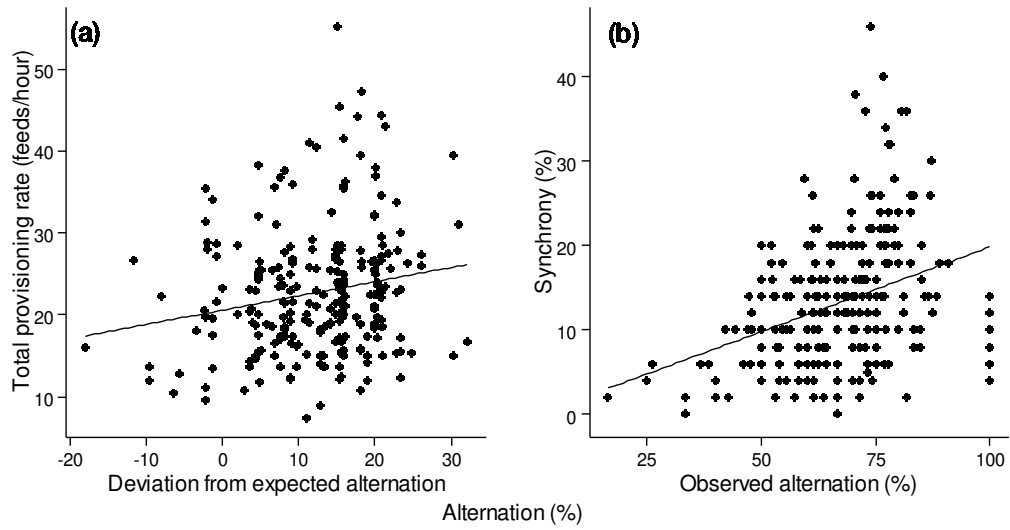 (a)
Total provisioning rate (feeds/hour)
50
40
30
20
10
-20 -10 0 10 20 30
Deviation from expected alternation
(b)
Synchrony (%)
40
30
20
10
0
25 50 75 100
Observed alternation (%)
Alternation (%)